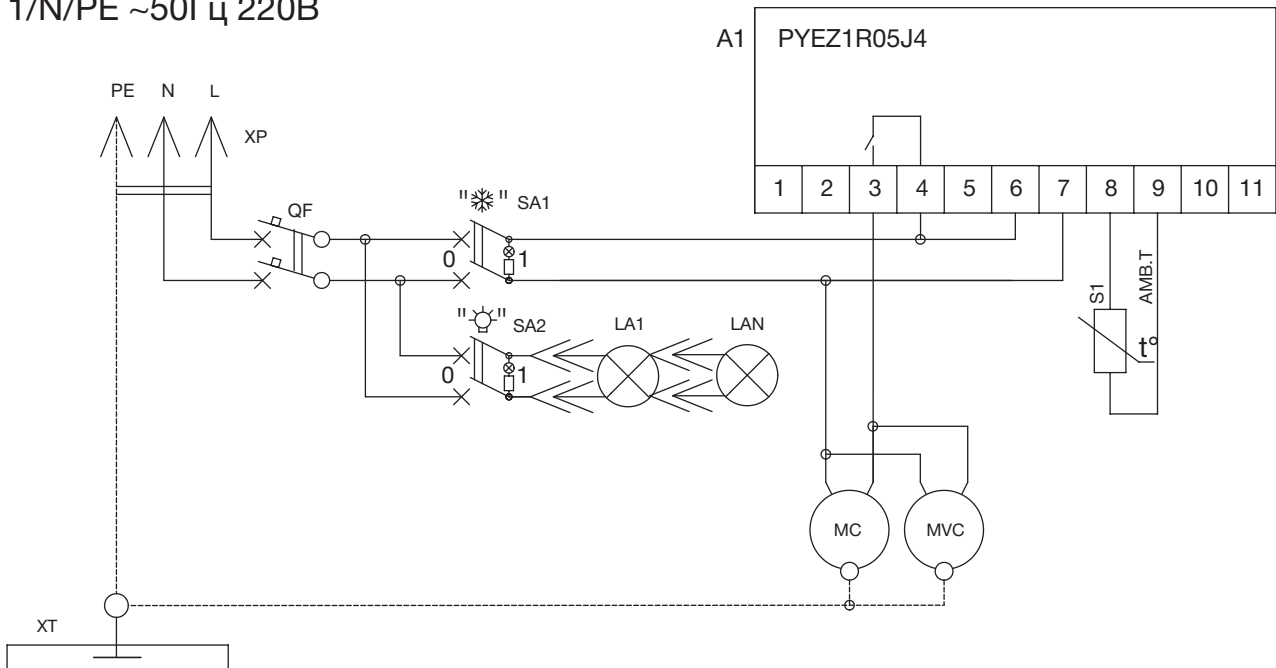 1/N/PE ~50Гц 220В
A1 PYEZ1R05J4
PE N L
XP
1 2 3 4 5 6 7 8 9 10 11
QF
"❄" SA1
0 1
S1
AMB.T
t°
" " SA2
LA1
LAN
0 1
MC
MVC
XT